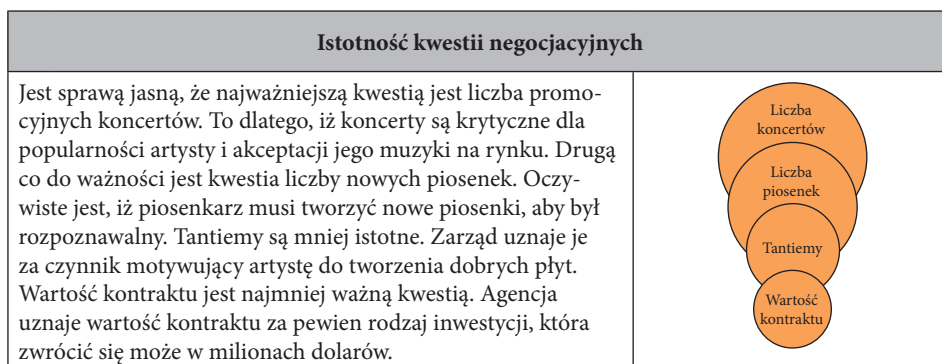 Istotność kwestii negocjacyjnych
Jest sprawą jasną, że najważniejszą kwestią jest liczba promo-
cyjnych koncertów. To dlatego, iż koncerty są krytyczne dla
popularności artysty i akceptacji jego muzyki na rynku. Drugą
co do ważności jest kwestia liczby nowych piosenek. Oczy-
wiste jest, iż piosenkarz musi tworzyć nowe piosenki, aby był
rozpoznawalny. Tantiemy są mniej istotne. Zarząd uznaje je
za czynnik motywujący artystę do tworzenia dobrych płyt.
Wartość kontraktu jest najmniej ważną kwestią. Agencja
uznaje wartość kontraktu za pewien rodzaj inwestycji, która
zwrócić się może w milionach dolarów.
Liczba
koncertów
Liczba
piosenek
Tantiemy
Wartość
kontraktu